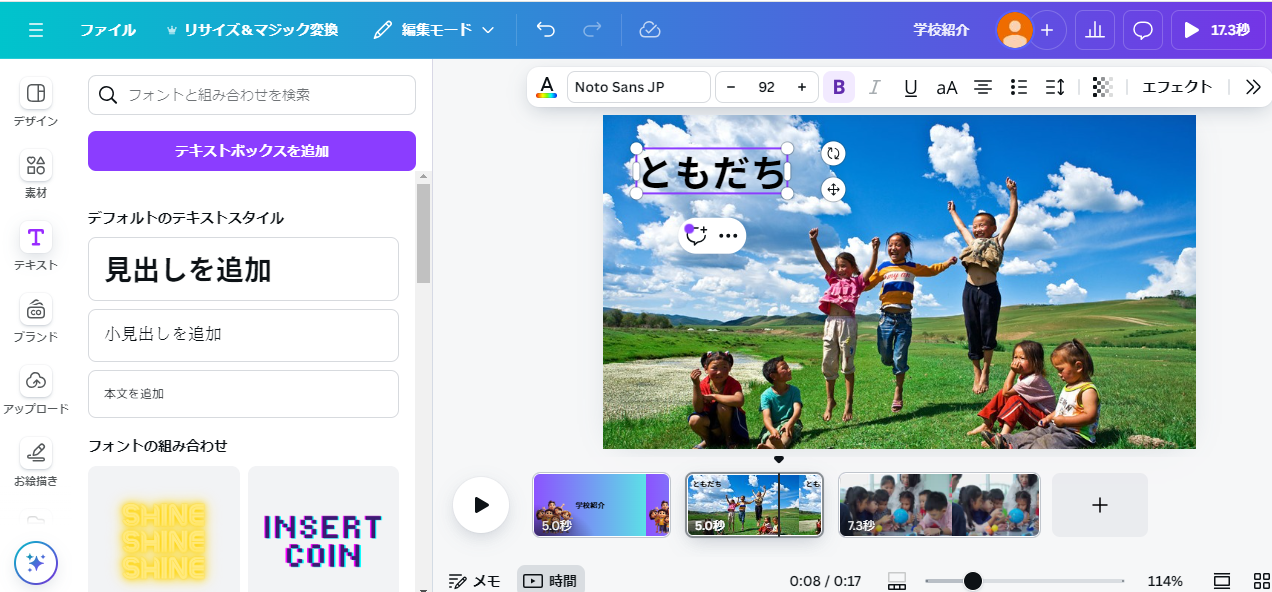 ファイル
リサイズ&マジック変換
編集モード
学校紹介
17.3秒
デザイン
素材
テキスト
ブランド
アップロード
お絵描き
フォントと組み合わせを検索
テキストボックスを追加
デフォルトのテキストスタイル
見出しを追加
小見出しを追加
本文を追加
フォントの組み合わせ
SHINE
SHINE
SHINE
INSERT
COIN
A
Noto Sans JP
− 92 +
B
I
U
aA
エフェクト
ともだち
学校紹介
5.0秒
ともだち
とも
5.0秒
7.3秒
メモ
時間
0:08 / 0:17
114%